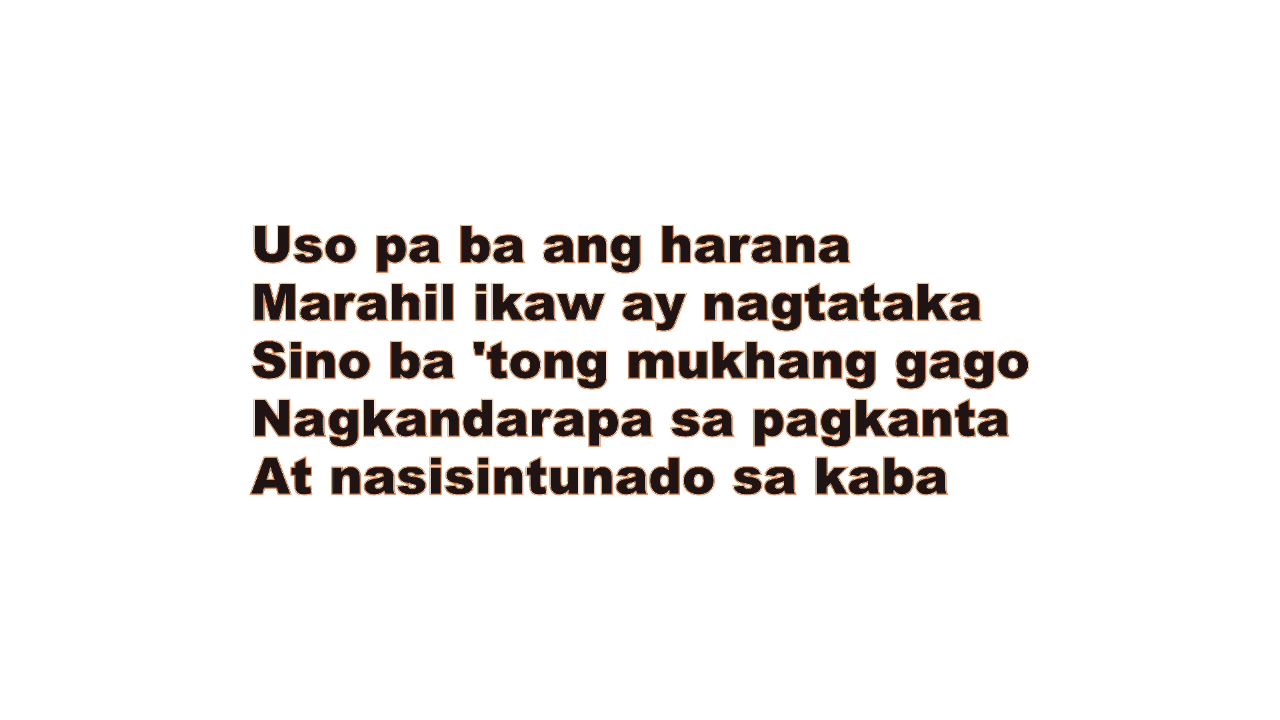 Uso pa ba ang harana
Marahil ikaw ay nagtataka
Sino ba 'tong mukhang gago
Nagkandarapa sa pagkanta
At nasisintunado sa kaba